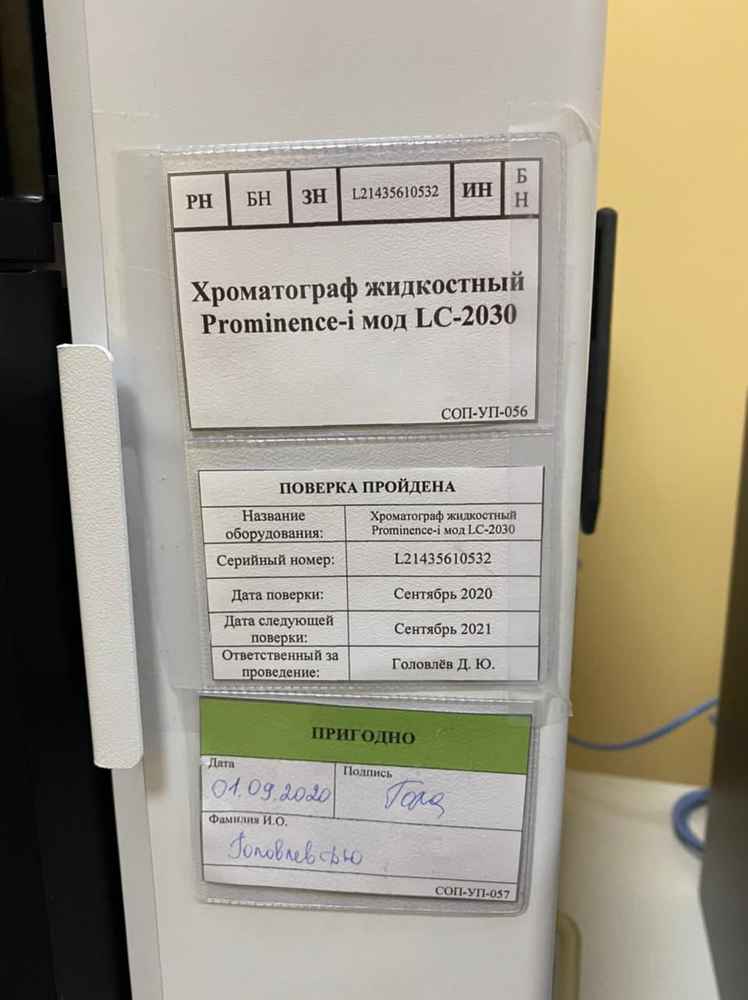 РН БН ЗН L21435610532 ИН БН
Хроматограф жидкостный
Prominence-i мод LC-2030
СОП-УП-056
ПОВЕРКА ПРОЙДЕНА
Название оборудования: Хроматограф жидкостный Prominence-i мод LC-2030
Серийный номер: L21435610532
Дата поверки: Сентябрь 2020
Дата следующей поверки: Сентябрь 2021
Ответственный за проведение: Головлёв Д. Ю.
ПРИГОДНО
Дата Подпись
01.09.2020
Фамилия И.О.
Головлев
СОП-УП-057